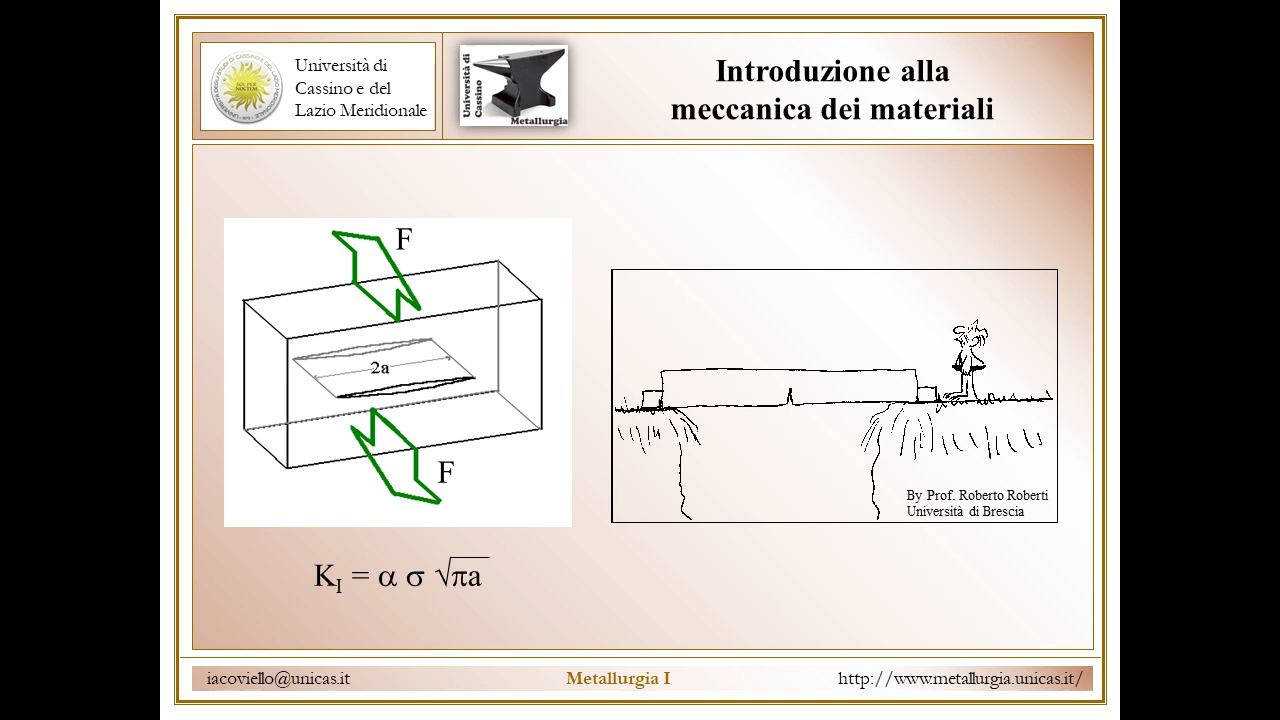 Università di
Cassino e del
Lazio Meridionale
Università di
Cassino
Metallurgia
Introduzione alla
meccanica dei materiali
F
2a
F
By Prof. Roberto Roberti
Università di Brescia
K_I = α σ √πa
iacoviello@unicas.it
Metallurgia I
http://www.metallurgia.unicas.it/